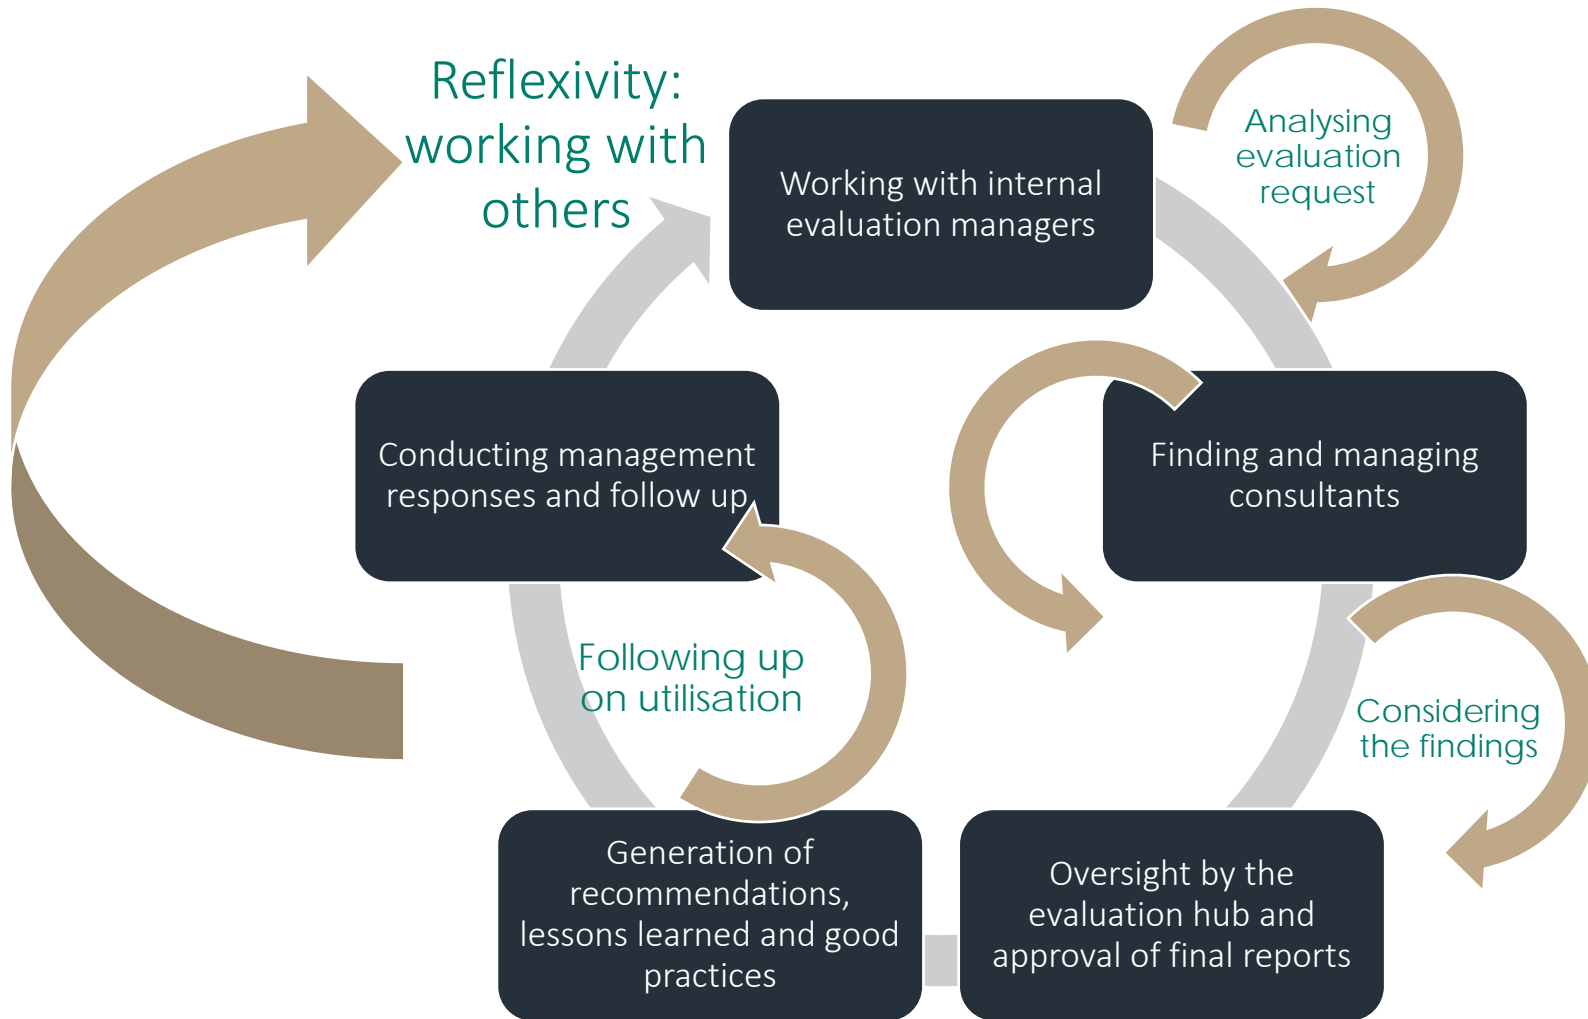 Reflexivity:
working with
others
Working with internal
evaluation managers
Analysing
evaluation
request
Conducting management
responses and follow up
Finding and managing
consultants
Following up
on utilisation
Considering
the findings
Generation of
recommendations,
lessons learned and good
practices
Oversight by the
evaluation hub and
approval of final reports